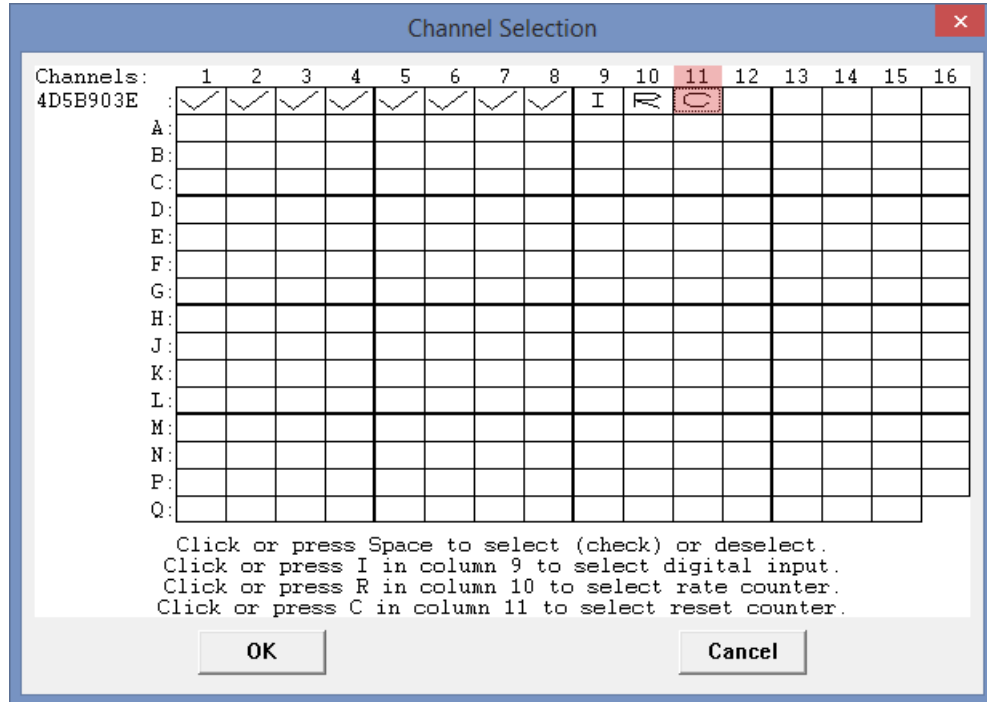 Channel Selection
Channels: 1 2 3 4 5 6 7 8 9 10 11 12 13 14 15 16
4D5B903E : I R C
A:
B:
C:
D:
E:
F:
G:
H:
J:
K:
L:
M:
N:
P:
Q:
Click or press Space to select (check) or deselect.
Click or press I in column 9 to select digital input.
Click or press R in column 10 to select rate counter.
Click or press C in column 11 to select reset counter.
OK Cancel